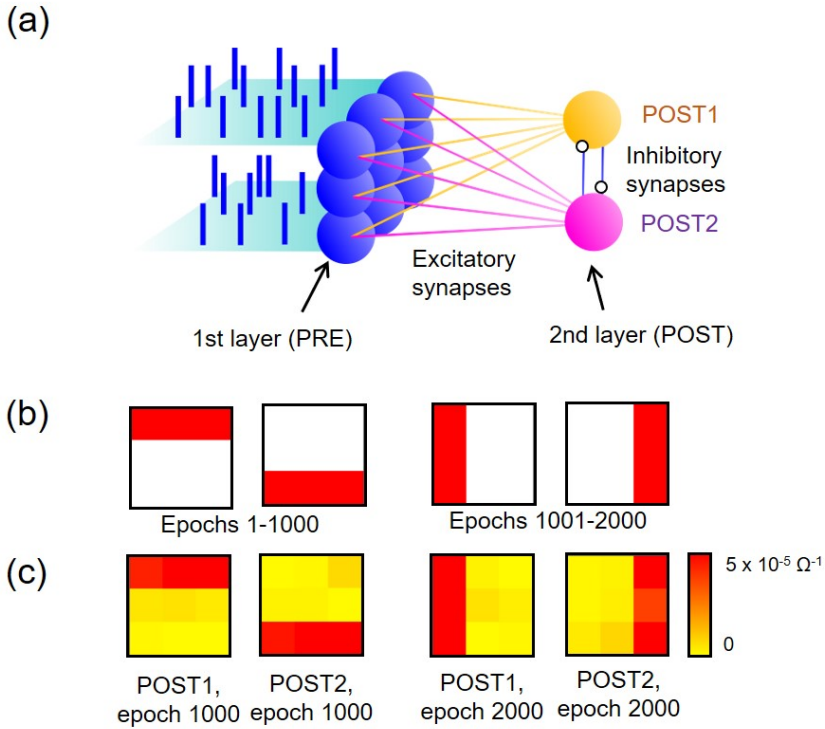 (a)
POST1
Inhibitory
synapses
POST2
Excitatory
synapses
1st layer (PRE)
2nd layer (POST)
(b)
Epochs 1-1000
Epochs 1001-2000
(c)
5 x 10⁻⁵ Ω⁻¹
0
POST1,
epoch 1000
POST2,
epoch 1000
POST1,
epoch 2000
POST2,
epoch 2000